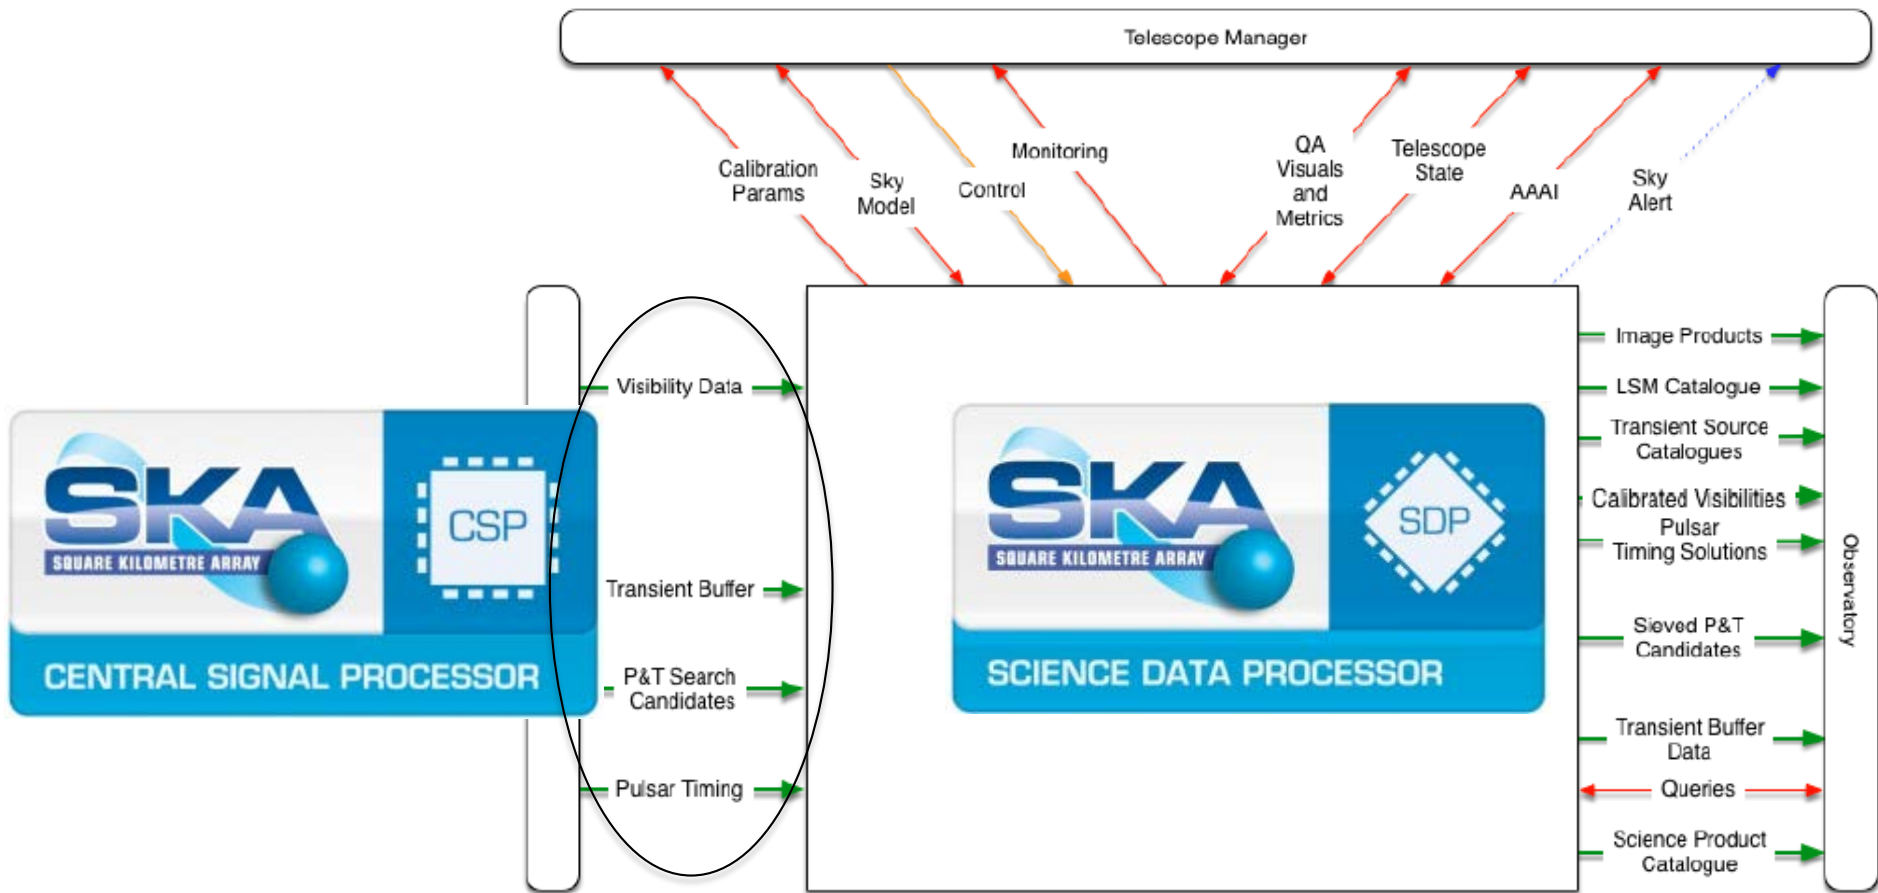 Telescope Manager
Calibration
Params
Sky
Model
Control
Monitoring
QA
Visuals
and
Metrics
Telescope
State
AAAI
Sky
Alert
Visibility Data
Transient Buffer
P&T Search
Candidates
Pulsar Timing
SKA
SQUARE KILOMETRE ARRAY
CSP
CENTRAL SIGNAL PROCESSOR
SKA
SQUARE KILOMETRE ARRAY
SDP
SCIENCE DATA PROCESSOR
Image Products
LSM Catalogue
Transient Source
Catalogues
Calibrated Visibilities
Pulsar
Timing Solutions
Sieved P&T
Candidates
Transient Buffer
Data
Queries
Science Product
Catalogue
Observatory